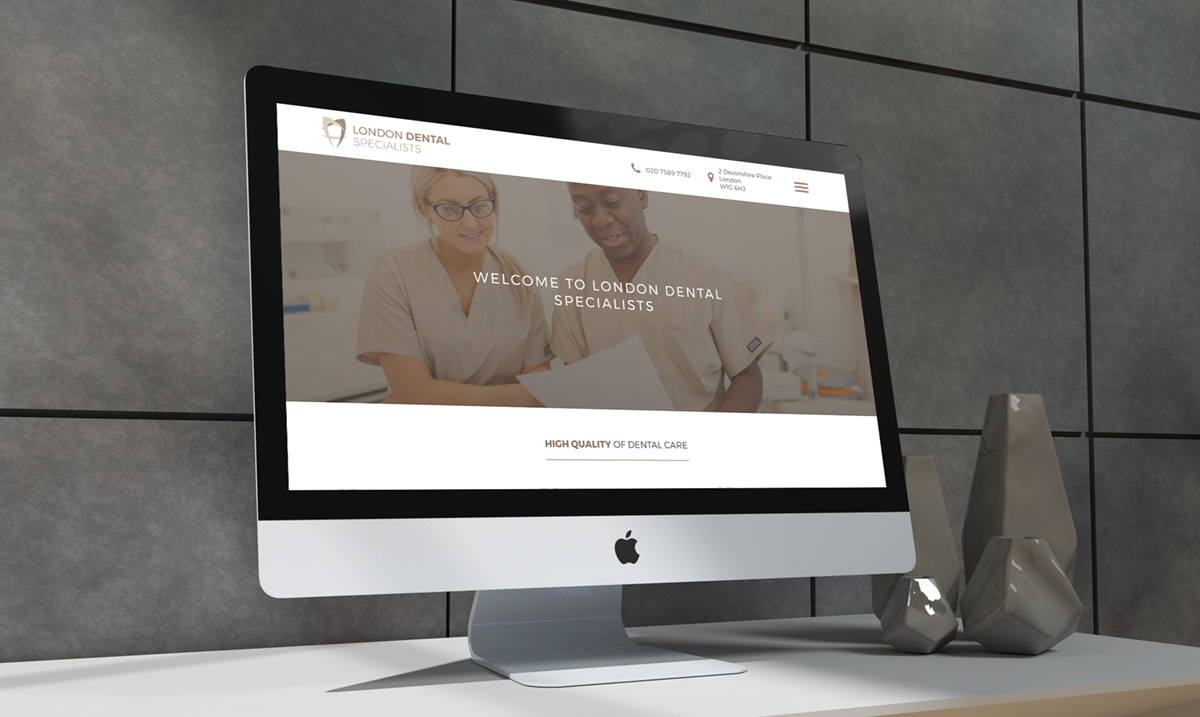 LONDON DENTAL
SPECIALISTS
020 7589 7792
2 Devonshire Place
London
W1G 6HJ
WELCOME TO LONDON DENTAL
SPECIALISTS
HIGH QUALITY OF DENTAL CARE